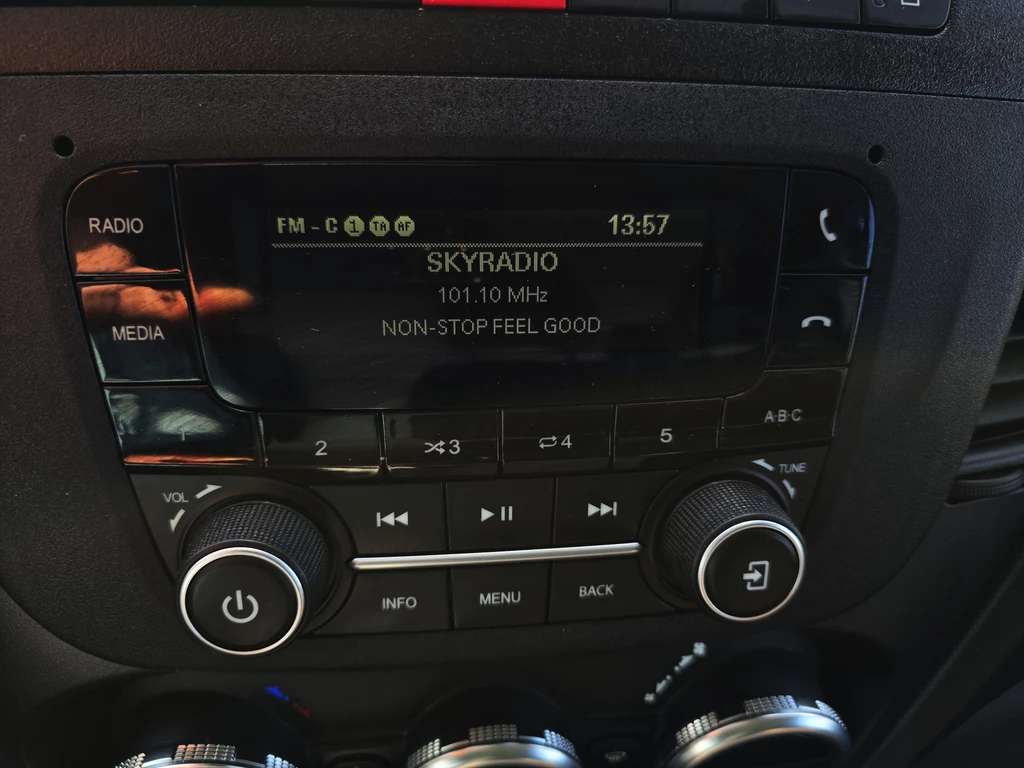 RADIO
FM - C 1 TA AF 13:57
SKYRADIO
101.10 MHz
NON-STOP FEEL GOOD
MEDIA
1 2 3 4 5 A·B·C
VOL
TUNE
INFO MENU BACK